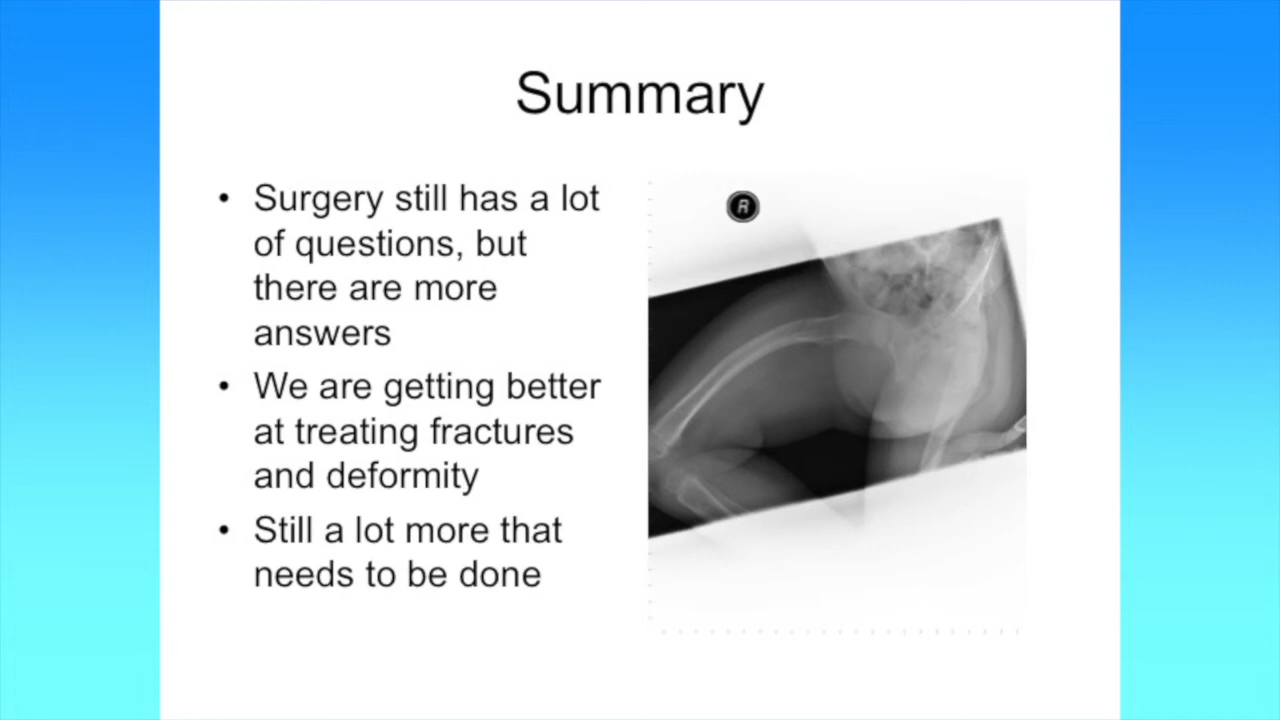 Summary
• Surgery still has a lot
of questions, but
there are more
answers
• We are getting better
at treating fractures
and deformity
• Still a lot more that
needs to be done
R